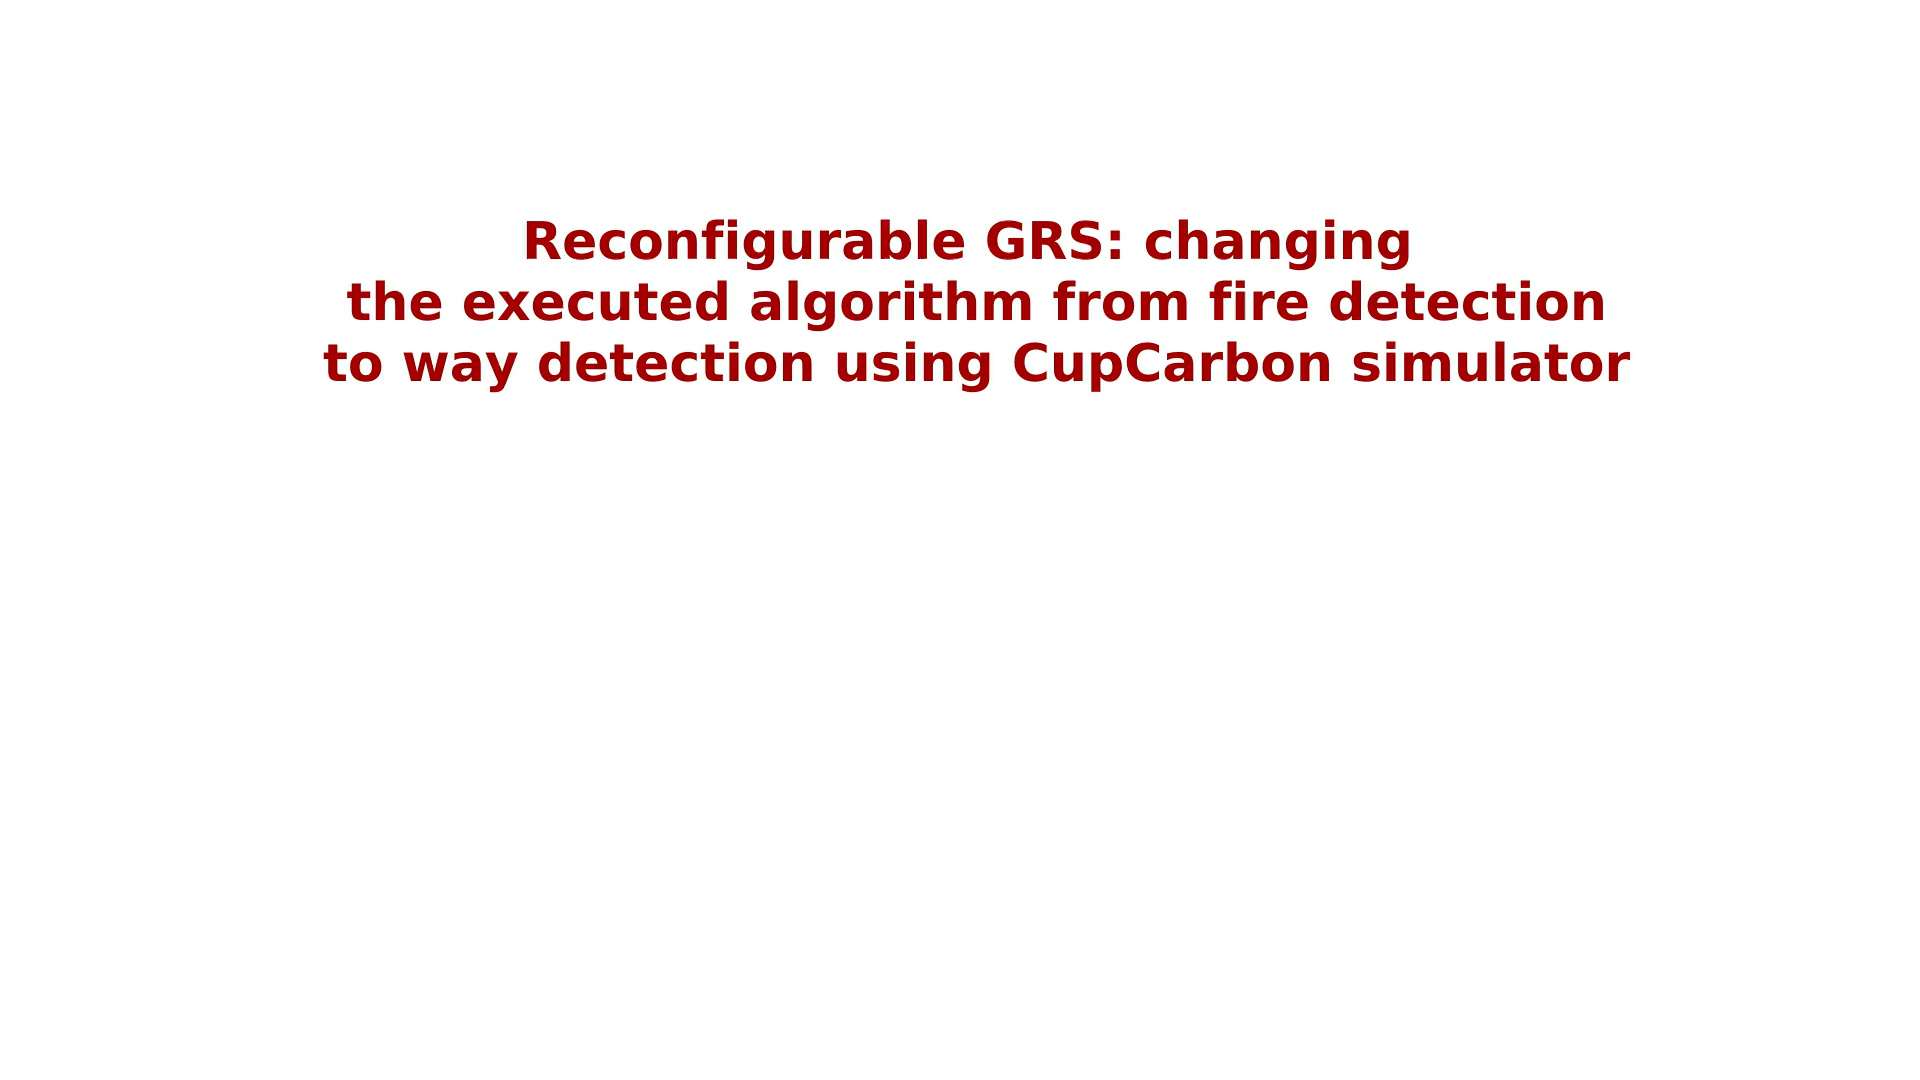 Reconfigurable GRS: changing
the executed algorithm from fire detection
to way detection using CupCarbon simulator